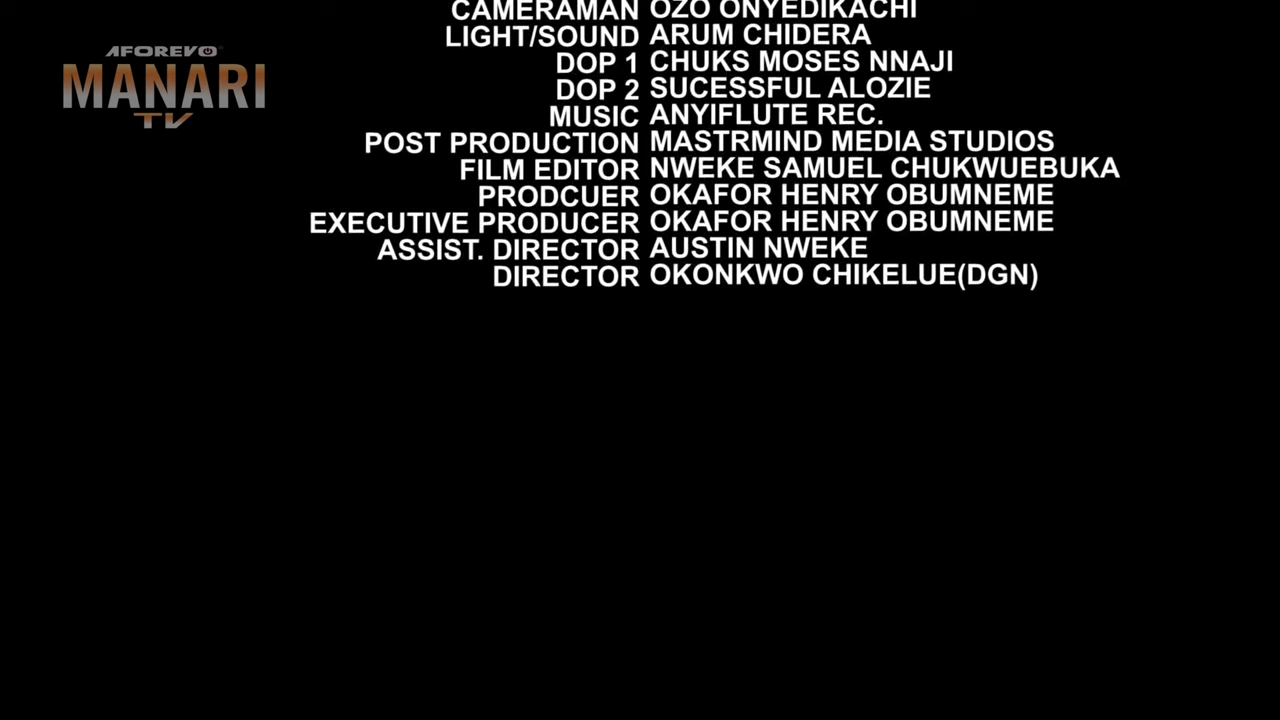 CAMERAMAN OZO ONYEDIKACHI
AFOREVO
MANARI
TV
LIGHT/SOUND ARUM CHIDERA
DOP 1 CHUKS MOSES NNAJI
DOP 2 SUCESSFUL ALOZIE
MUSIC ANYIFLUTE REC.
POST PRODUCTION MASTRMIND MEDIA STUDIOS
FILM EDITOR NWEKE SAMUEL CHUKWUEBUKA
PRODCUER OKAFOR HENRY OBUMNEME
EXECUTIVE PRODUCER OKAFOR HENRY OBUMNEME
ASSIST. DIRECTOR AUSTIN NWEKE
DIRECTOR OKONKWO CHIKELUE(DGN)